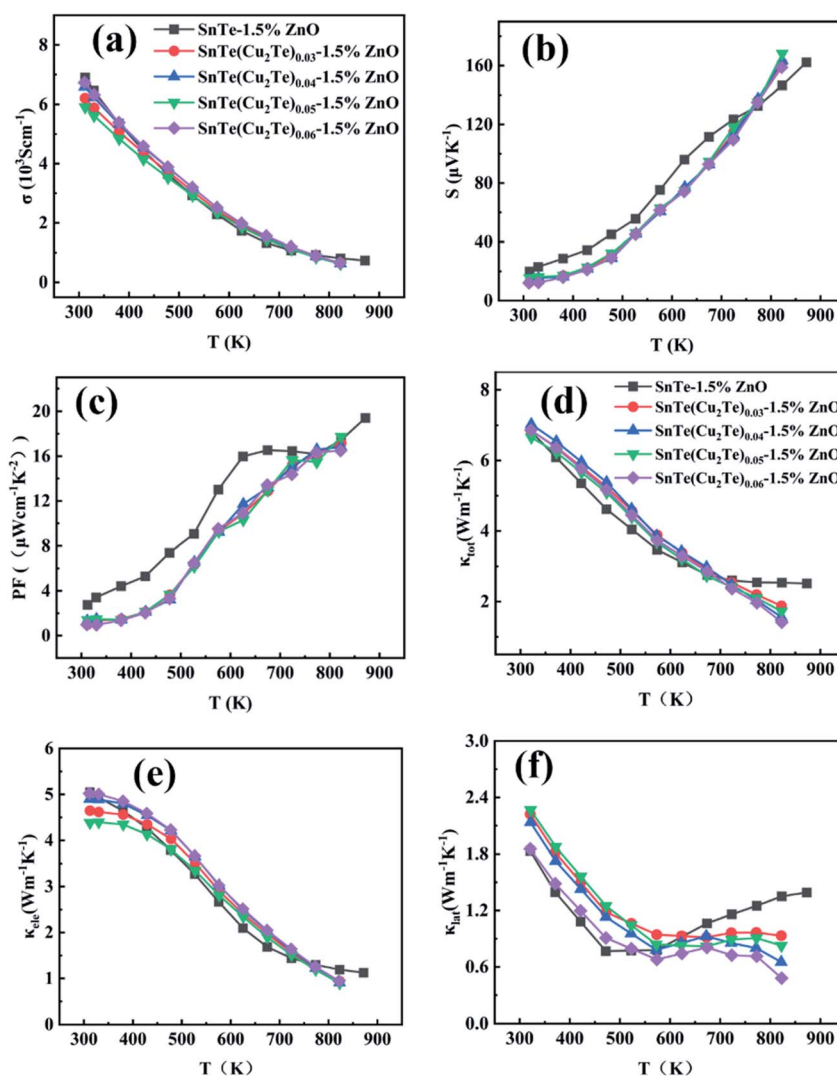 (a)
SnTe-1.5% ZnO
SnTe(Cu₂Te)₀.₀₃-1.5% ZnO
SnTe(Cu₂Te)₀.₀₄-1.5% ZnO
SnTe(Cu₂Te)₀.₀₅-1.5% ZnO
SnTe(Cu₂Te)₀.₀₆-1.5% ZnO
σ (10³Scm⁻¹)
8
6
4
2
0
300 400 500 600 700 800 900
T (K)
(b)
S (μVK⁻¹)
160
120
80
40
0
300 400 500 600 700 800 900
T (K)
(c)
PF (（μWcm⁻¹K⁻²）)
20
16
12
8
4
0
300 400 500 600 700 800 900
T (K)
(d)
SnTe-1.5% ZnO
SnTe(Cu₂Te)₀.₀₃-1.5% ZnO
SnTe(Cu₂Te)₀.₀₄-1.5% ZnO
SnTe(Cu₂Te)₀.₀₅-1.5% ZnO
SnTe(Cu₂Te)₀.₀₆-1.5% ZnO
κtot(Wm⁻¹K⁻¹)
8
6
4
2
300 400 500 600 700 800 900
T（K）
(e)
κele(Wm⁻¹K⁻¹)
6
5
4
3
2
1
0
300 400 500 600 700 800 900
T（K）
(f)
κlat(Wm⁻¹K⁻¹)
3.0
2.4
1.8
1.2
0.6
0.0
300 400 500 600 700 800 900
T（K）